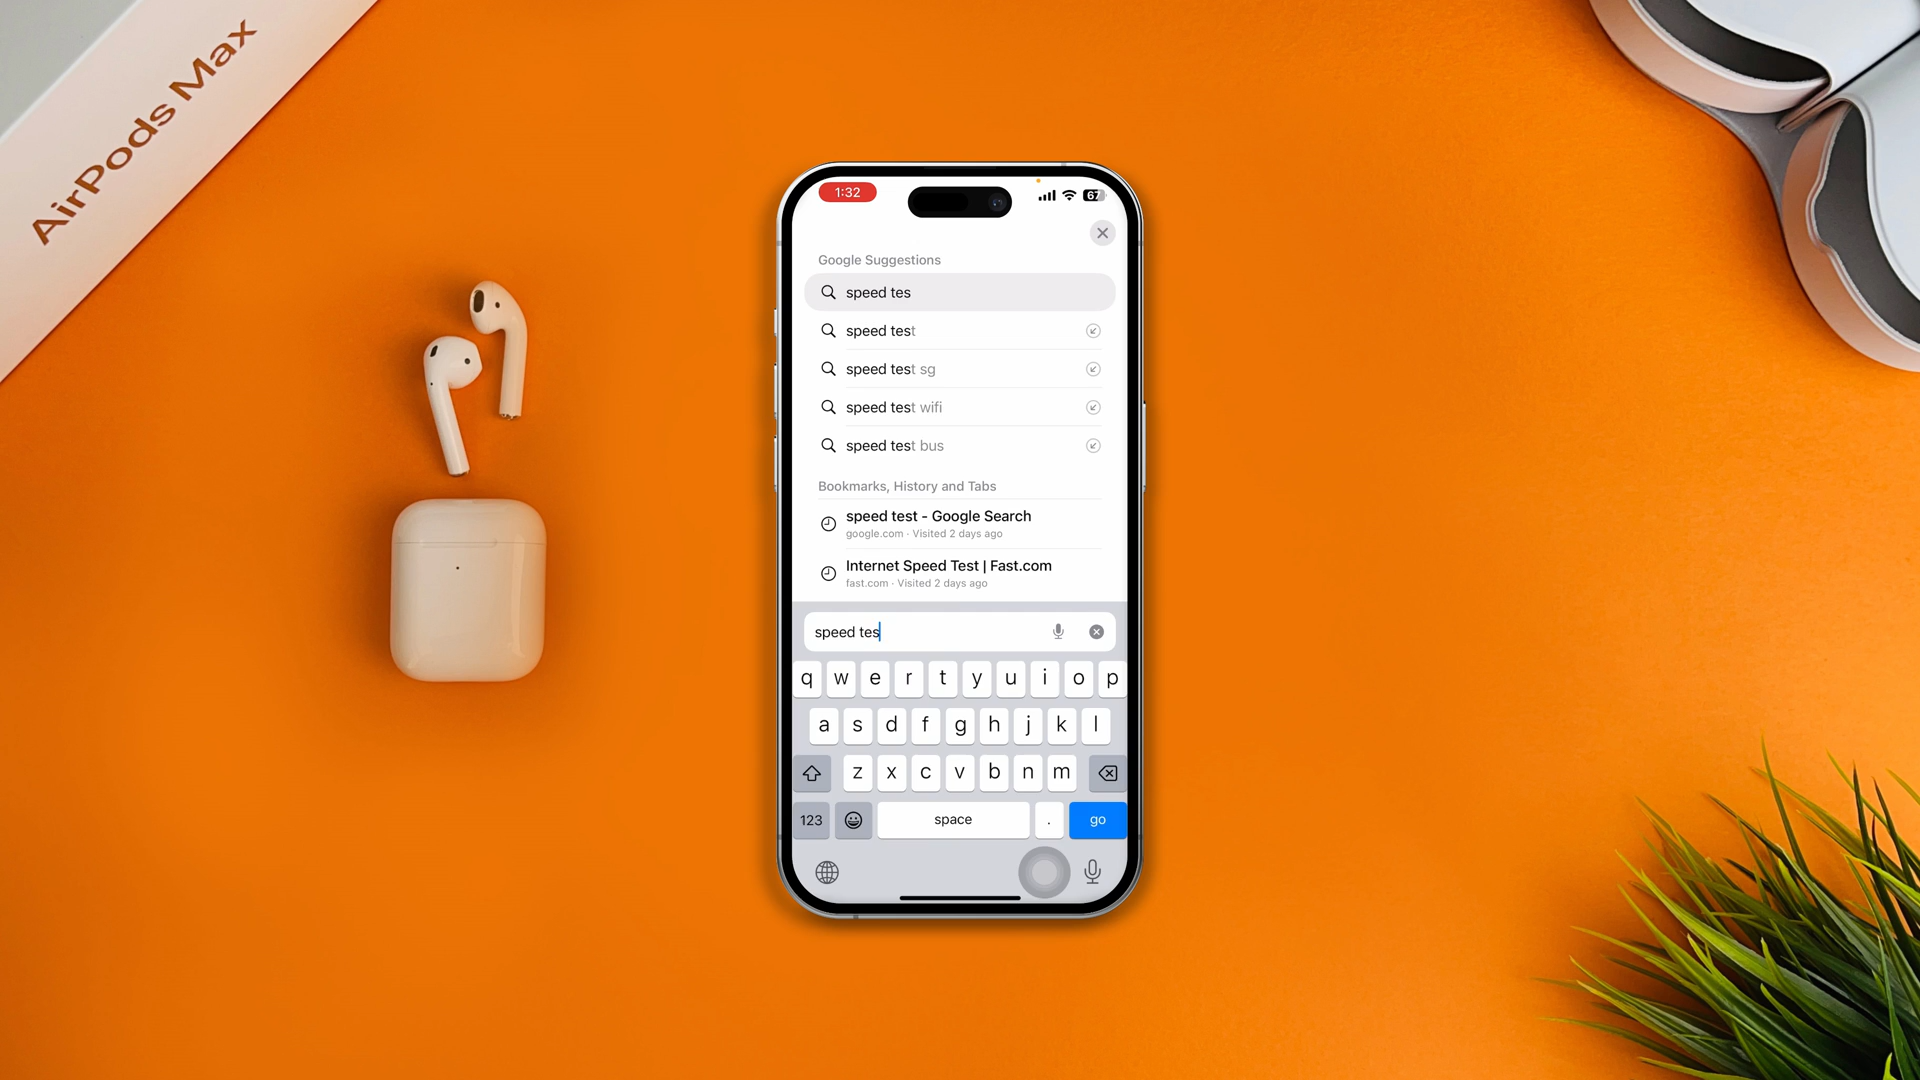 AirPods Max
1:32
67
Google Suggestions
speed tes
speed test
speed test sg
speed test wifi
speed test bus
Bookmarks, History and Tabs
speed test - Google Search
google.com · Visited 2 days ago
Internet Speed Test | Fast.com
fast.com · Visited 2 days ago
speed tes
q w e r t y u i o p
a s d f g h j k l
z x c v b n m
123 space . go